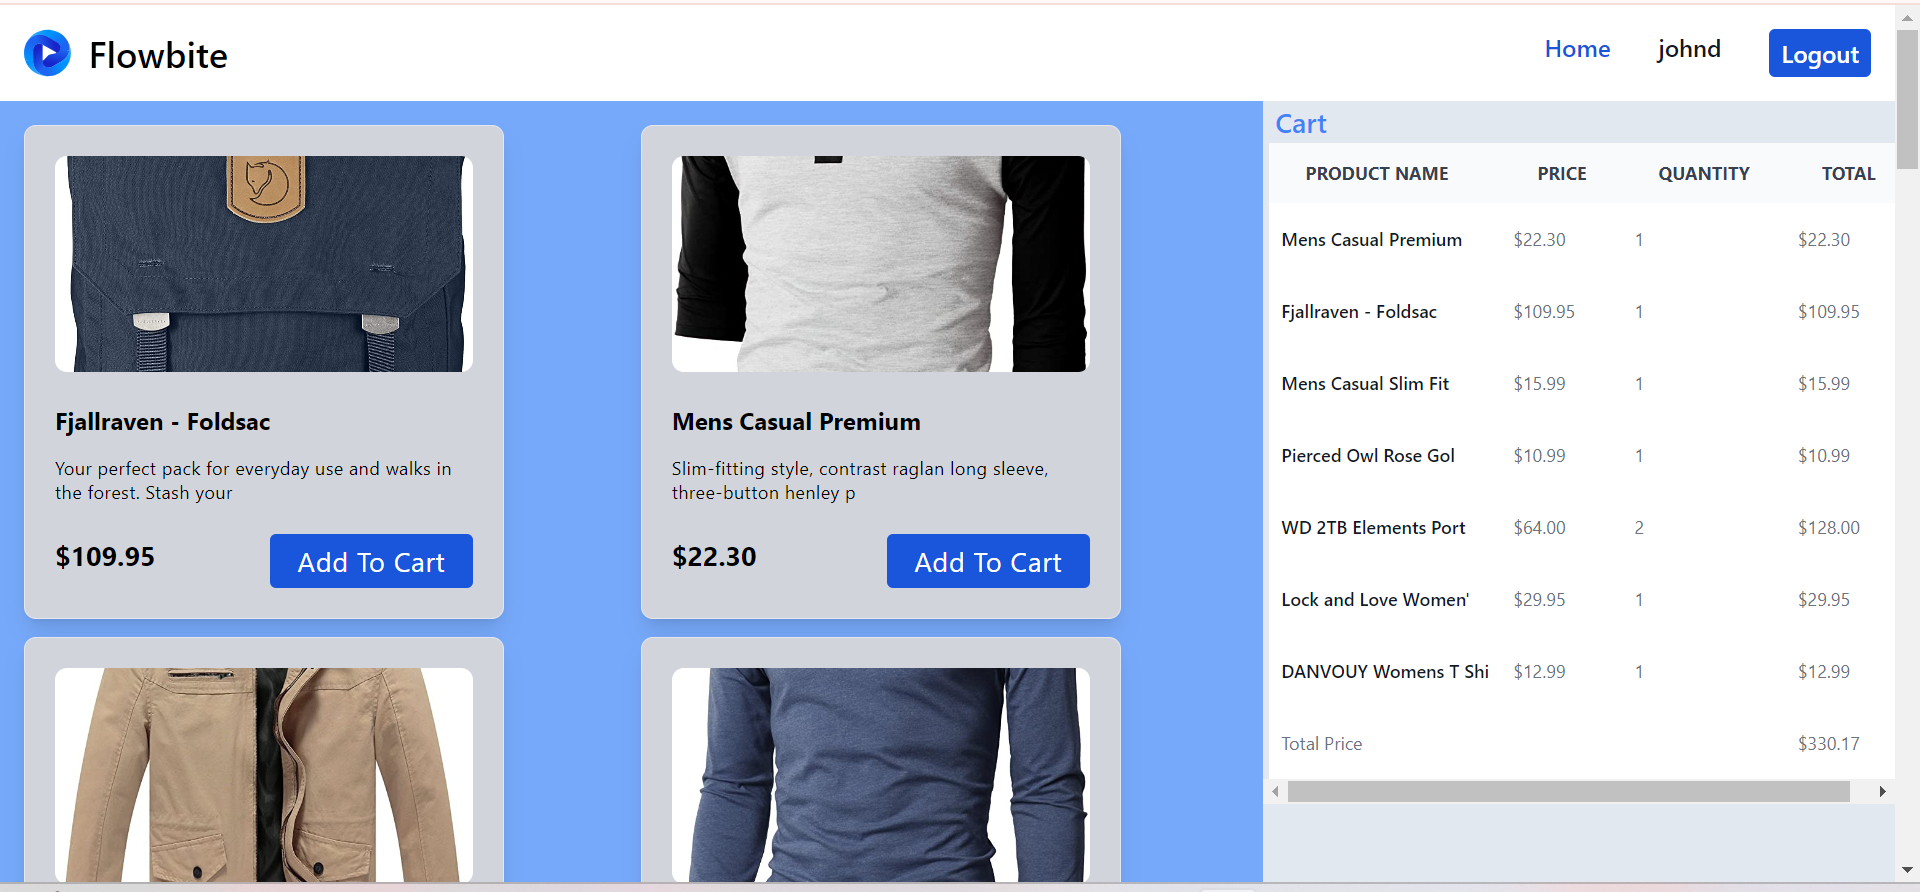 Flowbite
Home johnd Logout
Fjallraven - Foldsac
Your perfect pack for everyday use and walks in
the forest. Stash your
$109.95 Add To Cart
Mens Casual Premium
Slim-fitting style, contrast raglan long sleeve,
three-button henley p
$22.30 Add To Cart
Cart
PRODUCT NAME PRICE QUANTITY TOTAL
Mens Casual Premium $22.30 1 $22.30
Fjallraven - Foldsac $109.95 1 $109.95
Mens Casual Slim Fit $15.99 1 $15.99
Pierced Owl Rose Gol $10.99 1 $10.99
WD 2TB Elements Port $64.00 2 $128.00
Lock and Love Women' $29.95 1 $29.95
DANVOUY Womens T Shi $12.99 1 $12.99
Total Price $330.17